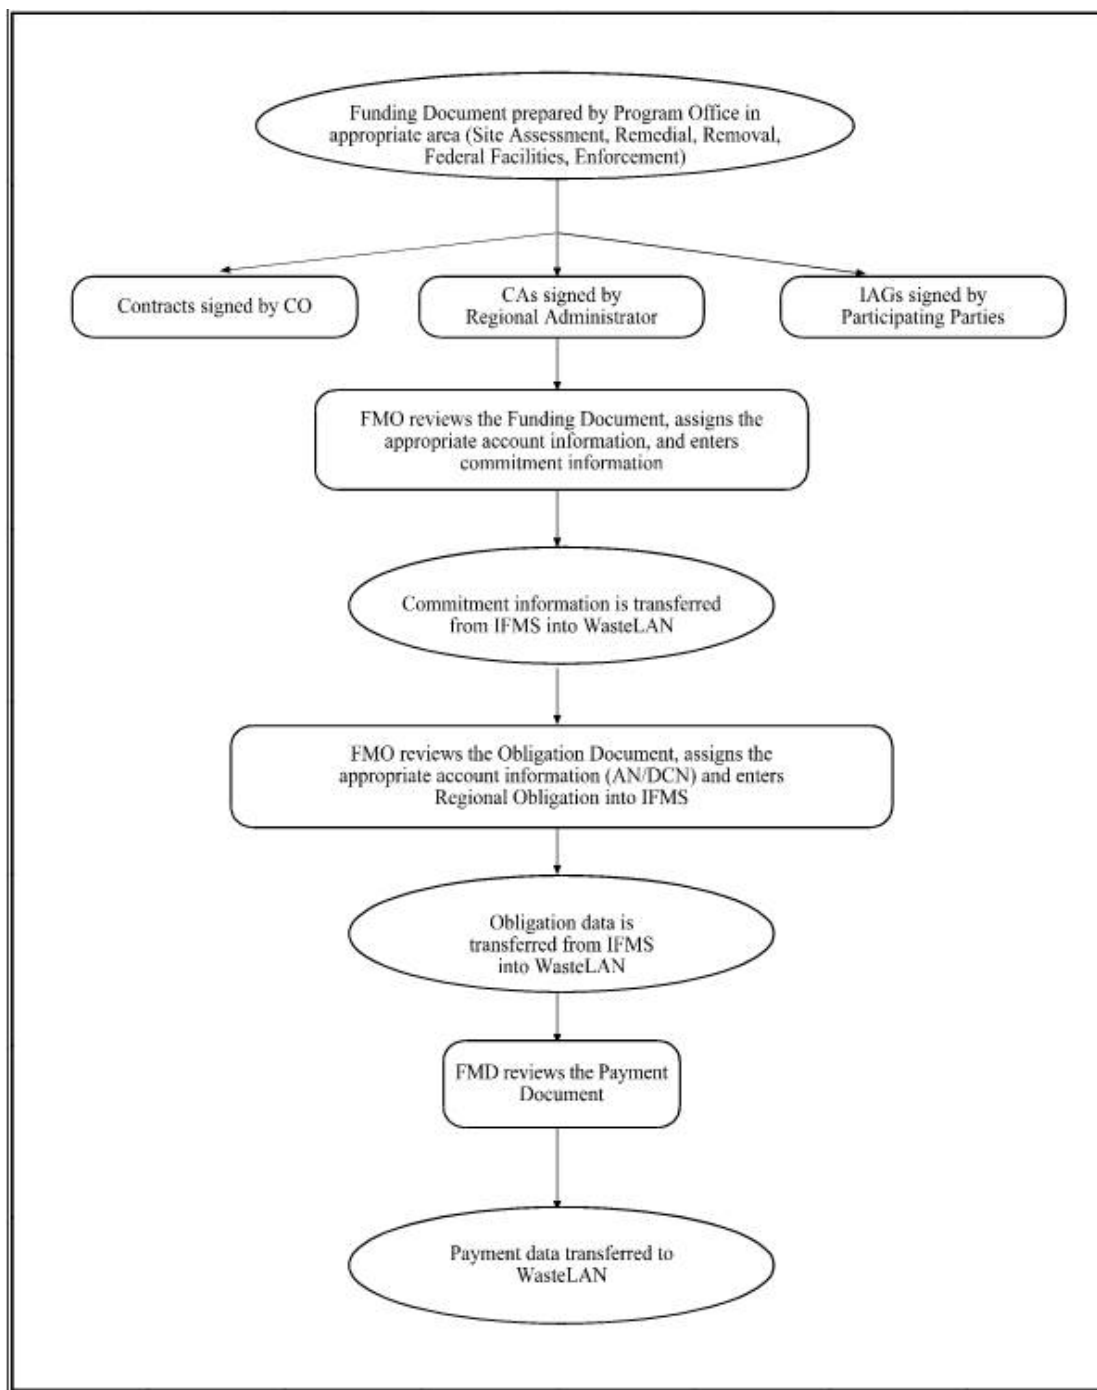 Funding Document prepared by Program Office in
appropriate area (Site Assessment, Remedial, Removal,
Federal Facilities, Enforcement)
Contracts signed by CO
CAs signed by
Regional Administrator
IAGs signed by
Participating Parties
FMO reviews the Funding Document, assigns the
appropriate account information, and enters
commitment information
Commitment information is transferred
from IFMS into WasteLAN
FMO reviews the Obligation Document, assigns the
appropriate account information (AN/DCN) and enters
Regional Obligation into IFMS
Obligation data is
transferred from IFMS
into WasteLAN
FMD reviews the Payment
Document
Payment data transferred to
WasteLAN